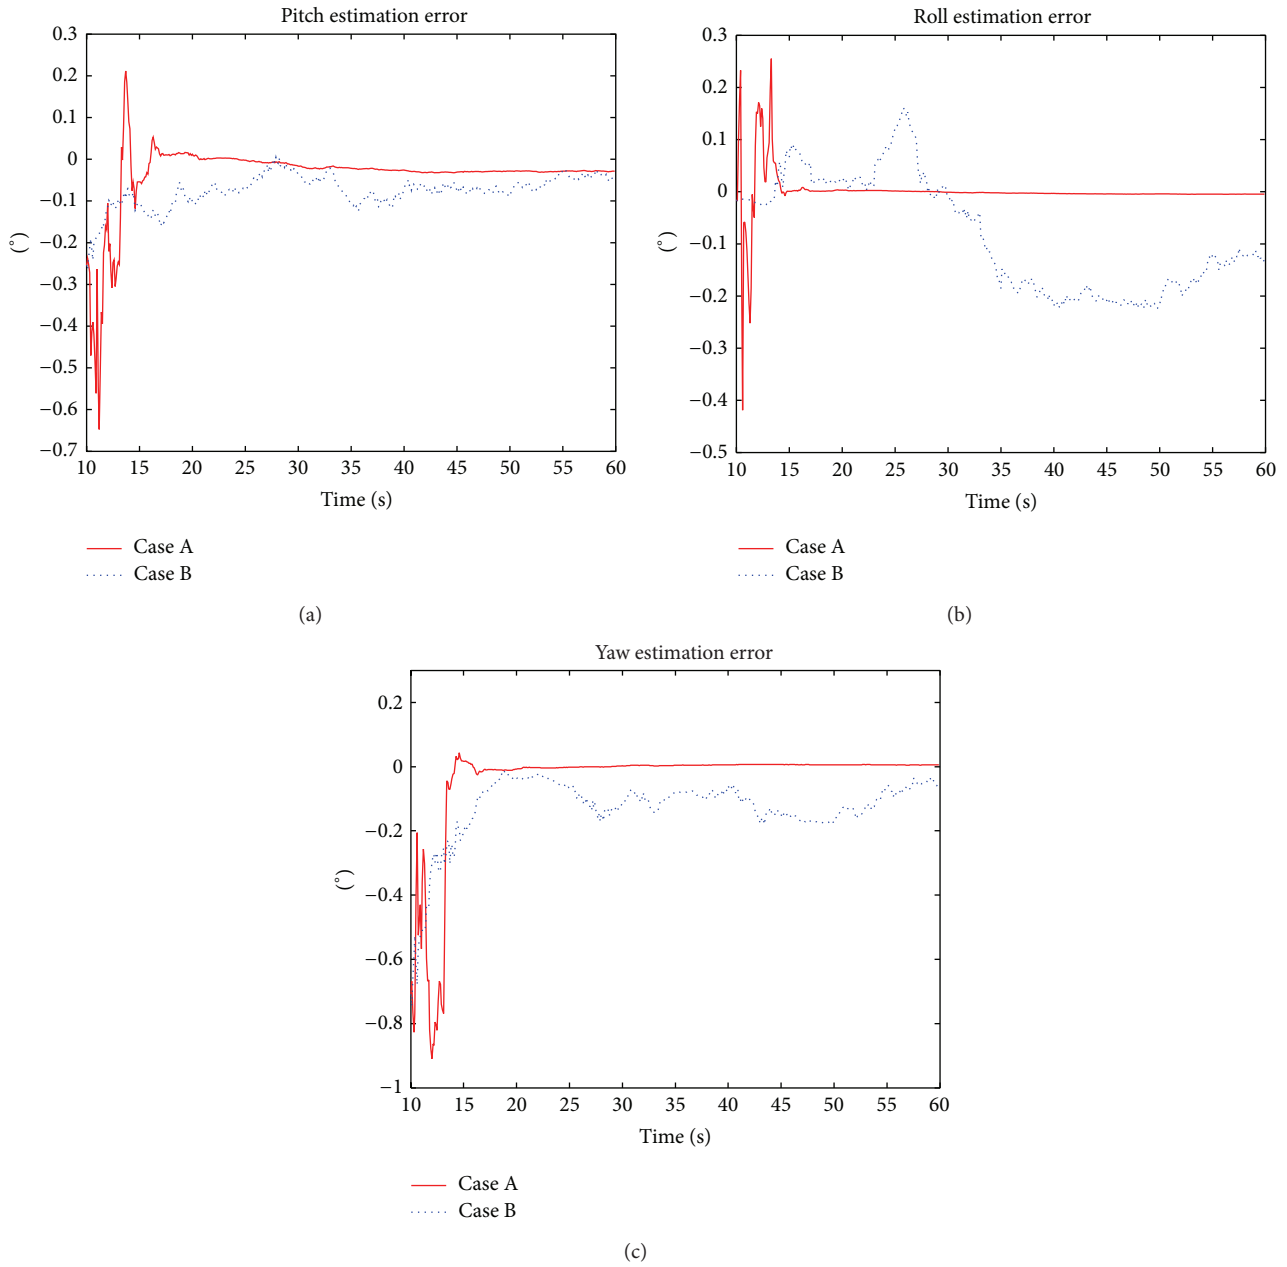 Pitch estimation error
0.3
0.2
0.1
0
−0.1
−0.2
−0.3
−0.4
−0.5
−0.6
−0.7
(°)
10 15 20 25 30 35 40 45 50 55 60
Time (s)
Case A
Case B
(a)
Roll estimation error
0.3
0.2
0.1
0
−0.1
−0.2
−0.3
−0.4
−0.5
(°)
10 15 20 25 30 35 40 45 50 55 60
Time (s)
Case A
Case B
(b)
Yaw estimation error
0.2
0
−0.2
−0.4
−0.6
−0.8
−1
(°)
10 15 20 25 30 35 40 45 50 55 60
Time (s)
Case A
Case B
(c)